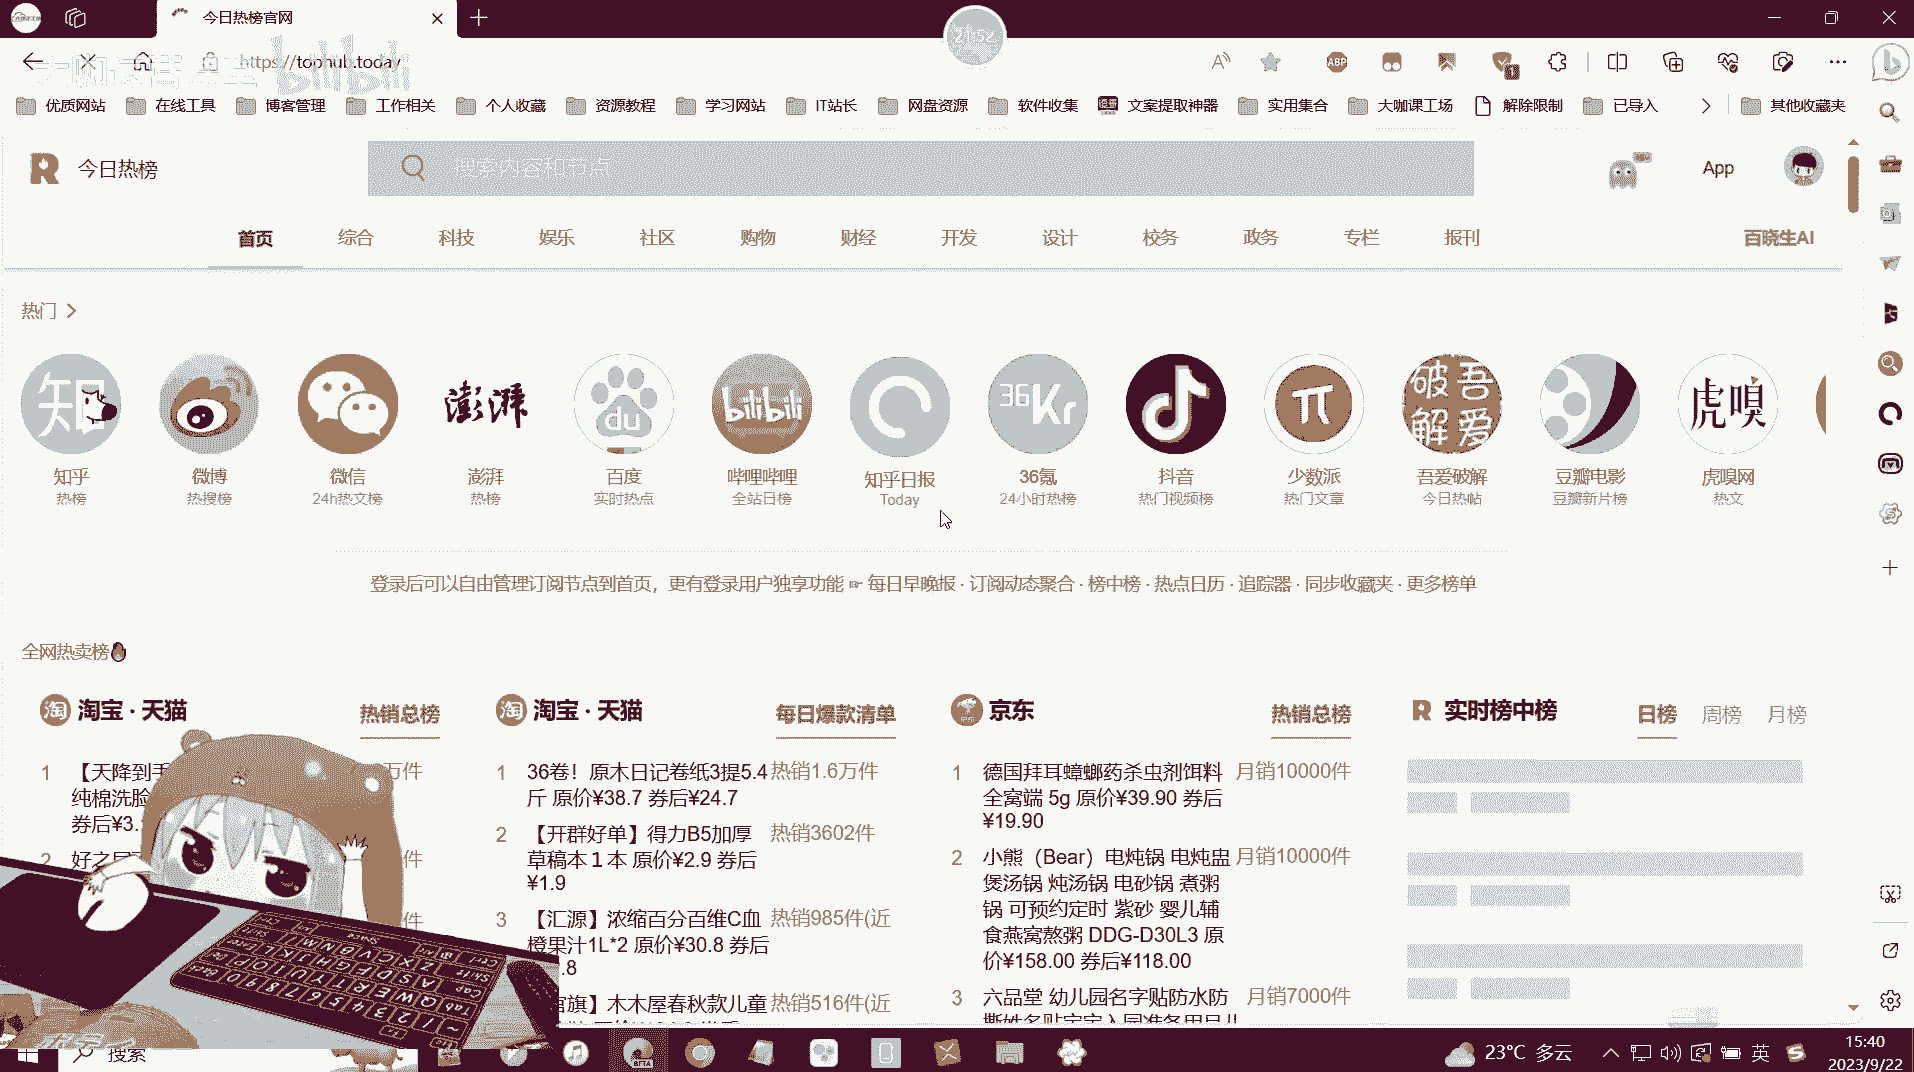 今日热榜官网
21:52
https://tophub.today
bilibili
优质网站 在线工具 博客管理 工作相关 个人收藏 资源教程 学习网站 IT站长 网盘资源 软件收集 文案提取神器 实用集合 大咖课工场 解除限制 已导入 其他收藏夹
今日热榜
搜索内容和节点
App
首页 综合 科技 娱乐 社区 购物 财经 开发 设计 校务 政务 专栏 报刊 百晓生AI
热门
知乎 微博 微信 澎湃 百度 哔哩哔哩 知乎日报 36氪 抖音 少数派 吾爱破解 豆瓣电影 虎嗅网
热榜 热搜榜 24h热文榜 热榜 实时热点 全站日榜 Today 24小时热榜 热门视频榜 热门文章 今日热帖 豆瓣新片榜 热文
登录后可以自由管理订阅节点到首页，更有登录用户独享功能 ☞ 每日早晚报 · 订阅动态聚合 · 榜中榜 · 热点日历 · 追踪器 · 同步收藏夹 · 更多榜单
全网热卖榜
淘宝 · 天猫 热销总榜
1 【天降到手
万件
纯棉洗脸
券后¥3.
2 好之
件
件
淘宝 · 天猫 每日爆款清单
1 36卷！原木日记卷纸3提5.4 热销1.6万件
斤 原价¥38.7 券后¥24.7
2 【开群好单】得力B5加厚 热销3602件
草稿本１本 原价¥2.9 券后
¥1.9
3 【汇源】浓缩百分百维C血 热销985件(近
橙果汁1L*2 原价¥30.8 券后
.8
旗】木木屋春秋款儿童 热销516件(近
京东 热销总榜
1 德国拜耳蟑螂药杀虫剂饵料 月销10000件
全窝端 5g 原价¥39.90 券后
¥19.90
2 小熊（Bear）电炖锅 电炖盅 月销10000件
煲汤锅 炖汤锅 电砂锅 煮粥
锅 可预约定时 紫砂 婴儿辅
食燕窝熬粥 DDG-D30L3 原
价¥158.00 券后¥118.00
3 六品堂 幼儿园名字贴防水防 月销7000件
撕姓名贴宝宝入园准备用品儿
实时榜中榜 日榜 周榜 月榜
搜索
23°C 多云
英
15:40
2023/9/22